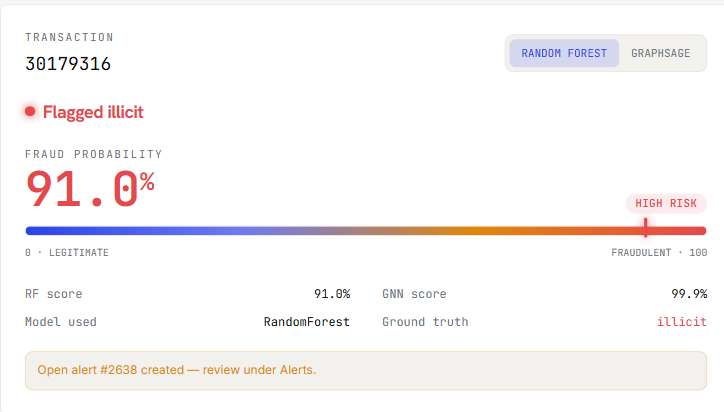 TRANSACTION
30179316
RANDOM FOREST GRAPHSAGE
Flagged illicit
FRAUD PROBABILITY
91.0%
HIGH RISK
0 · LEGITIMATE FRAUDULENT · 100
RF score 91.0% GNN score 99.9%
Model used RandomForest Ground truth illicit
Open alert #2638 created — review under Alerts.